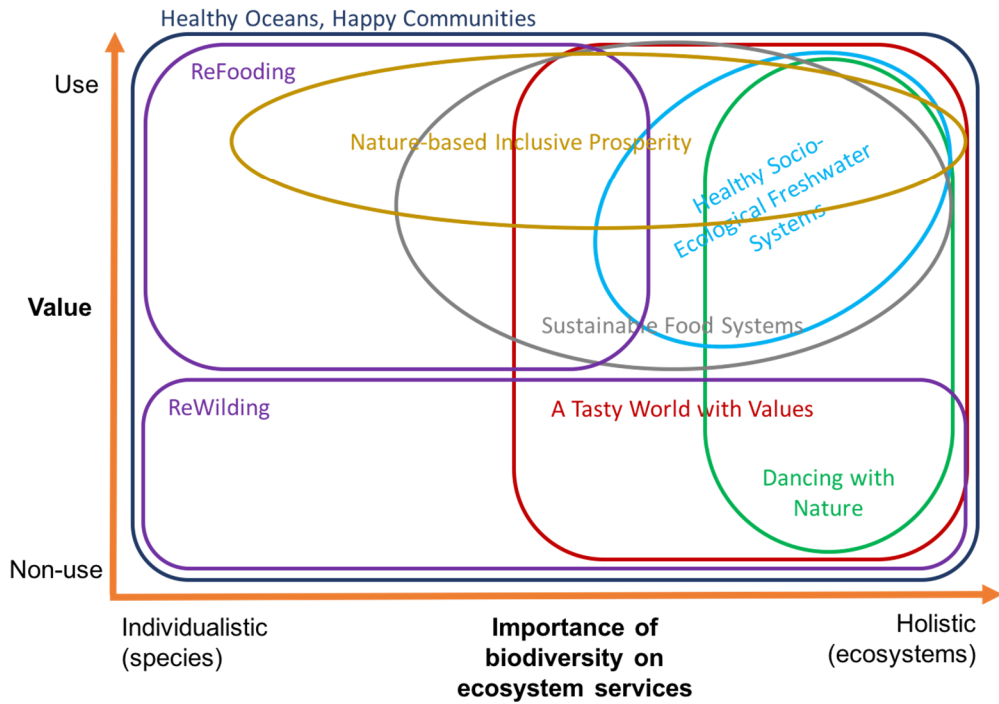 Healthy Oceans, Happy Communities
Use
ReFooding
Nature-based Inclusive Prosperity
Healthy Socio-
Ecological Freshwater
Systems
Value
Sustainable Food Systems
ReWilding
A Tasty World with Values
Dancing with
Nature
Non-use
Individualistic
(species)
Importance of
biodiversity on
ecosystem services
Holistic
(ecosystems)